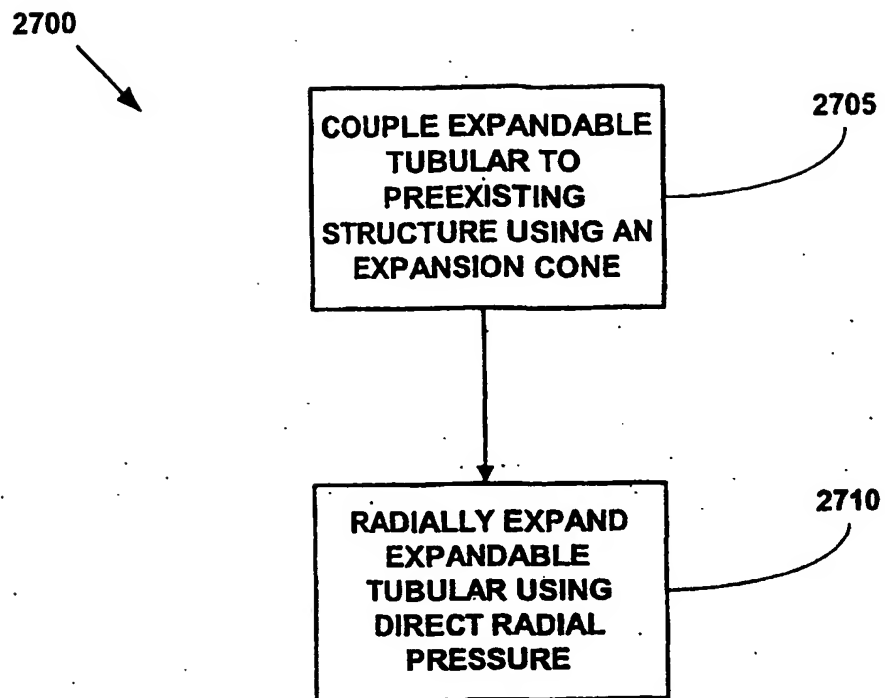 2700
COUPLE EXPANDABLE
TUBULAR TO
PREEXISTING
STRUCTURE USING AN
EXPANSION CONE
2705
RADIALLY EXPAND
EXPANDABLE
TUBULAR USING
DIRECT RADIAL
PRESSURE
2710